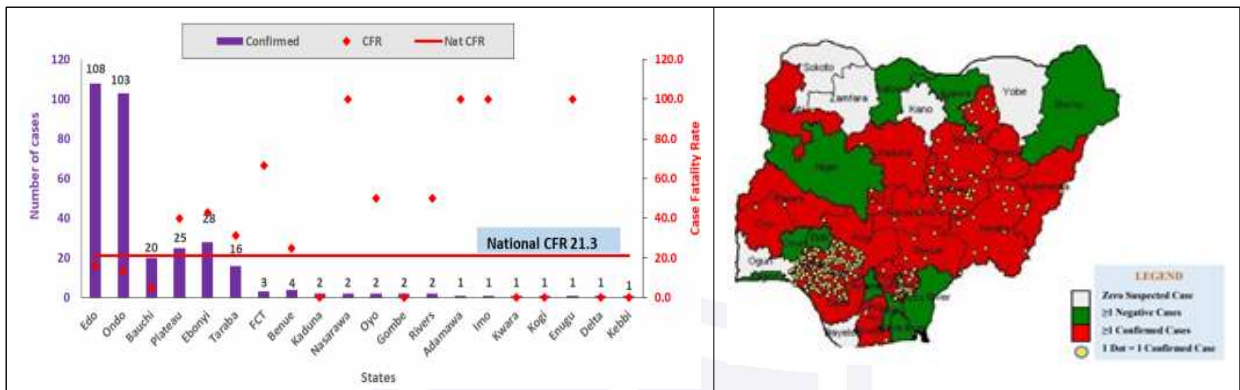 Confirmed CFR Nat CFR
120 120.0
100 100.0
80 80.0
60 60.0
40 40.0
20 20.0
0 0.0
Number of cases
Case Fatality Rate
108 103 20 25 28 16 3 4 2 2 2 2 2 1 1 1 1 1 1 1
National CFR 21.3
Edo Ondo Bauchi Plateau Ebonyi Taraba FCT Benue Kaduna Nasarawa Oyo Gombe Rivers Adamawa Imo Kwara Kogi Enugu Delta Kebbi
States
Sokoto
Zamfara
Kano
Yobe
Borno
Niger
Oyo
Ogun
LEGEND
Zero Suspected Case
≥1 Negative Cases
≥1 Confirmed Cases
1 Dot = 1 Confirmed Case